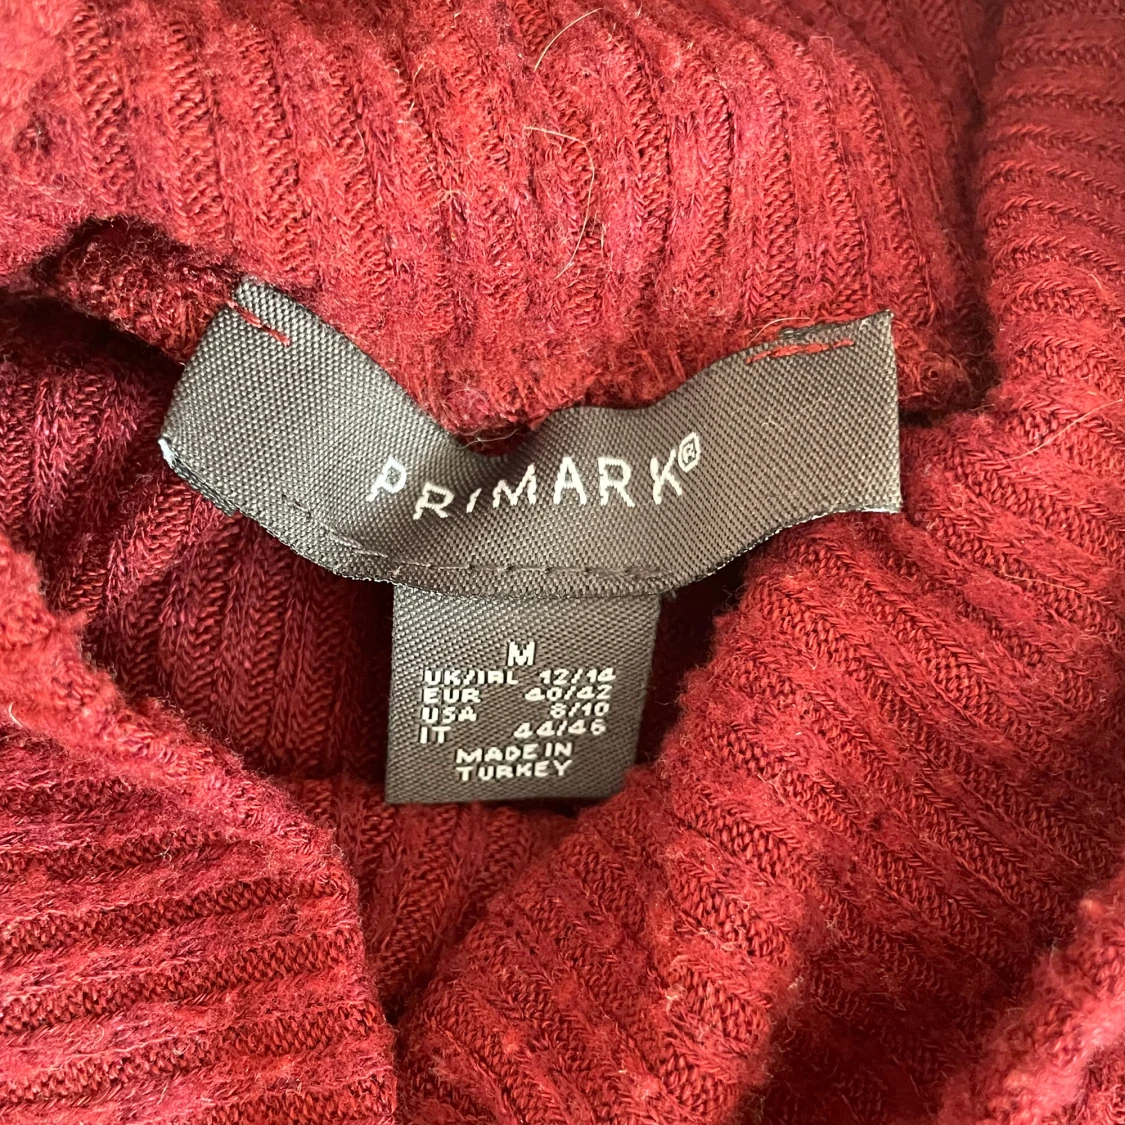 PRIMARK®
M
UK/IRL 12/14
EUR 40/42
USA 8/10
IT 44/46
MADE IN
TURKEY